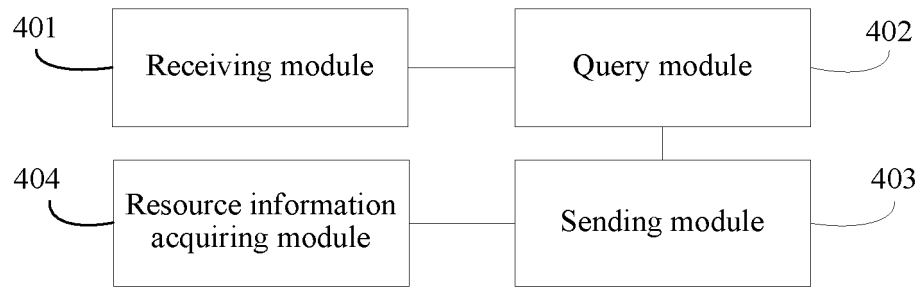 401
Receiving module
Query module
402
404
Resource information
acquiring module
Sending module
403